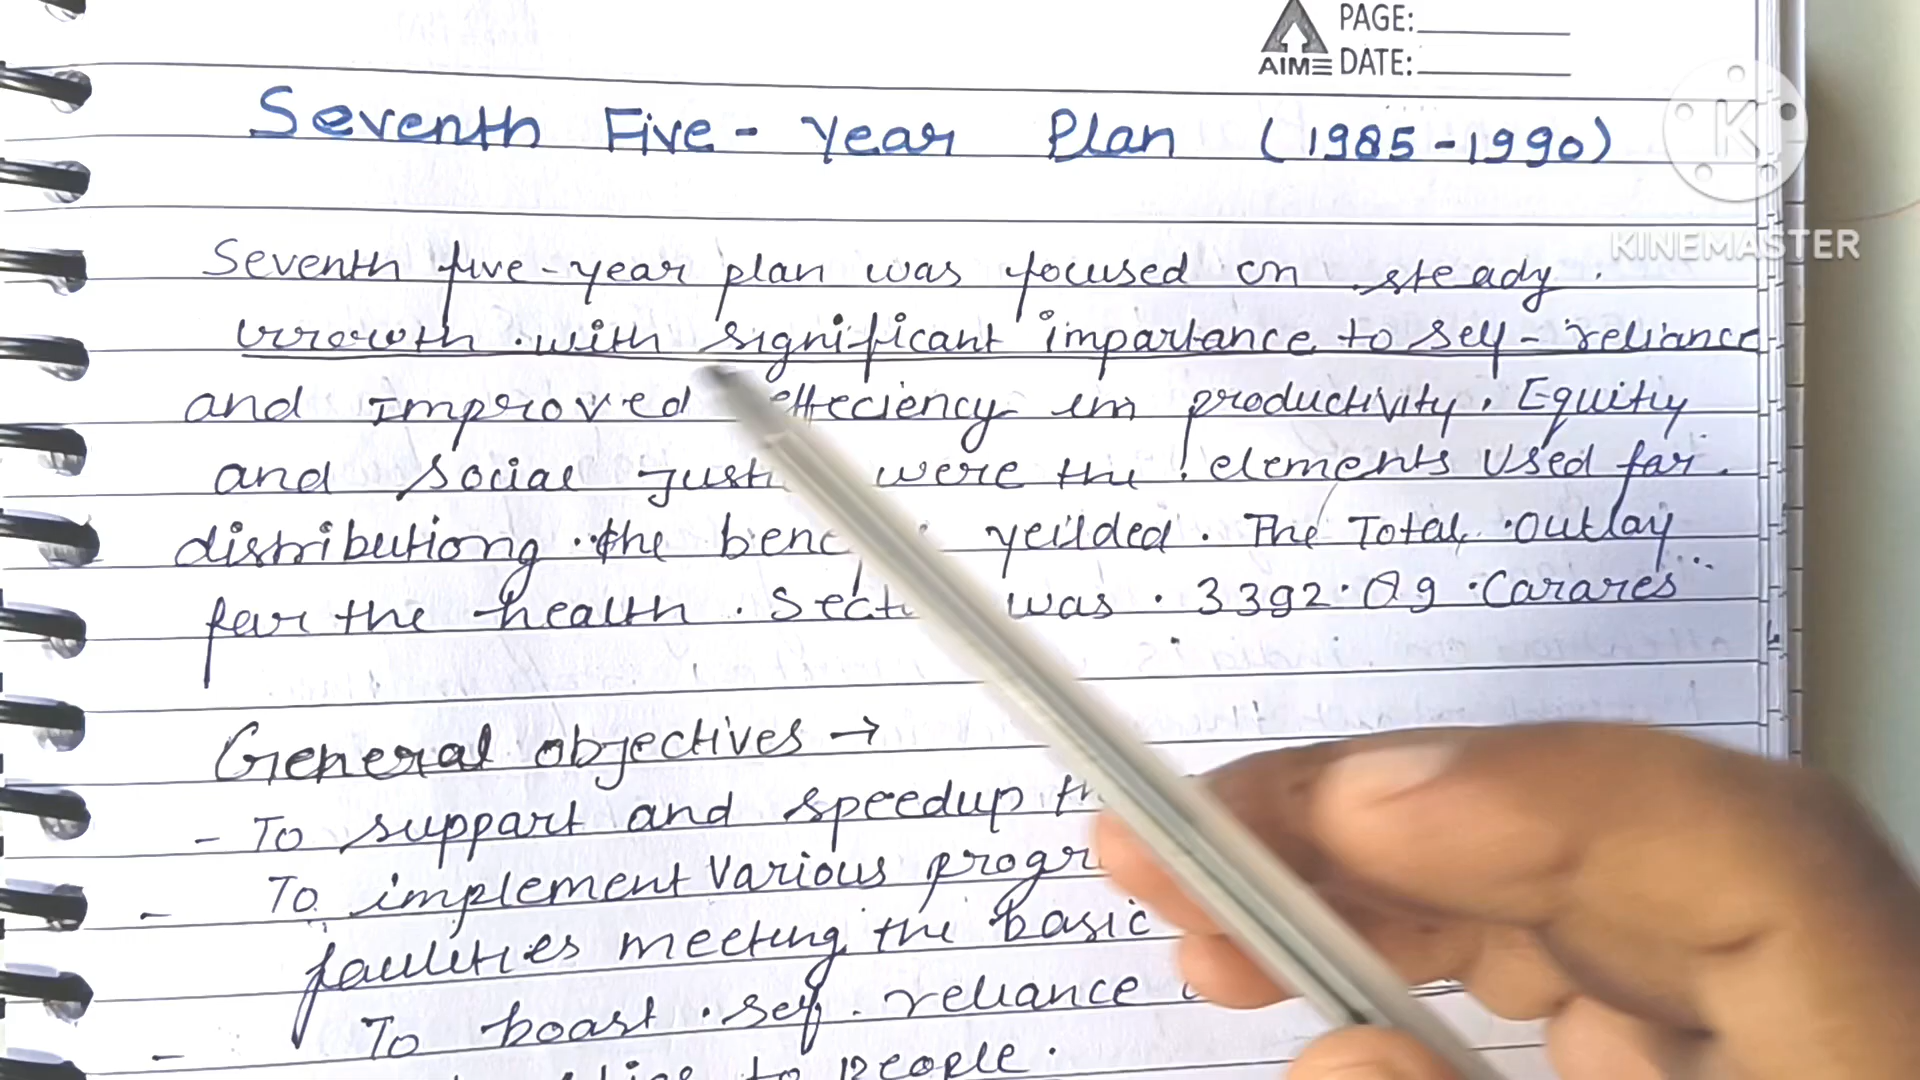 PAGE:
AIM DATE:
Seventh Five-Year Plan (1985-1990)
KINEMASTER
Seventh five-year plan was focused on steady.
Growth with significant importance to self-reliance
and improved effeciency in productivity. Equity
and social were the elements used for
distributiong the yeilded. The Total Outlay
for the health was 3392.09 Carores
General objectives →
- To support and speedup
- To implement various
facilities meeting the basic
- To boast self reliance
to people.